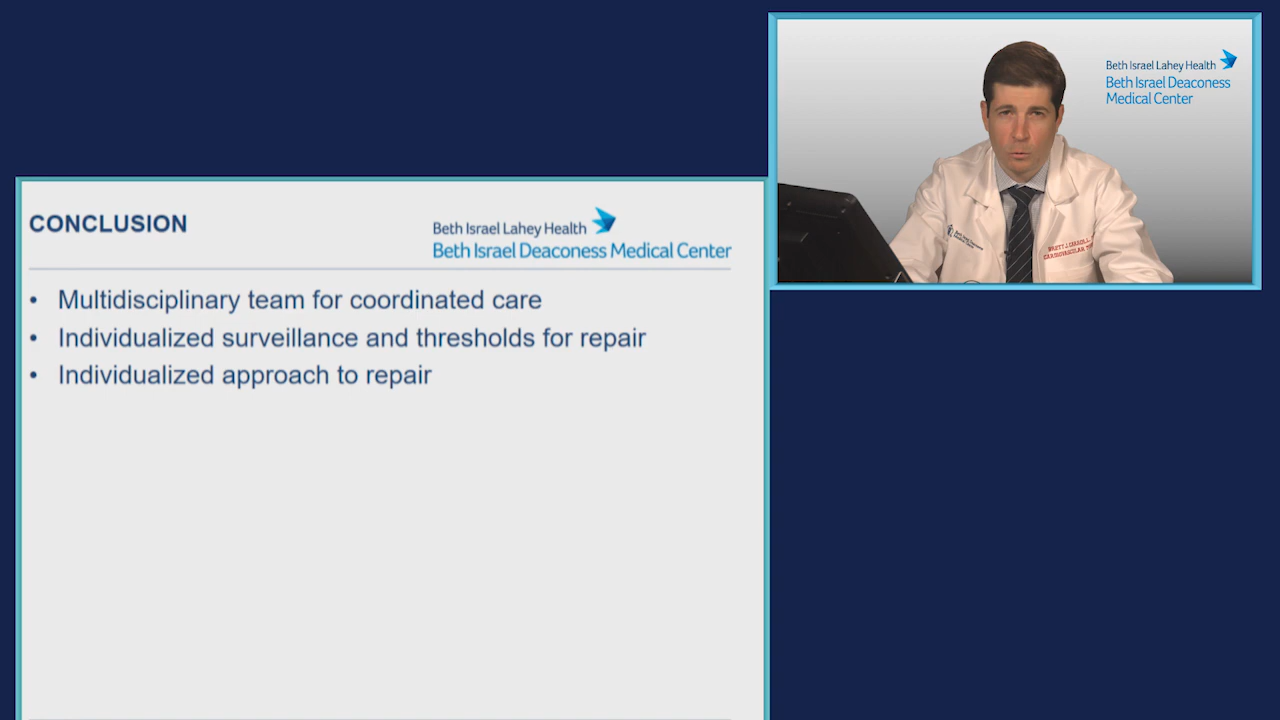 CONCLUSION
Beth Israel Lahey Health
Beth Israel Deaconess Medical Center
• Multidisciplinary team for coordinated care
• Individualized surveillance and thresholds for repair
• Individualized approach to repair
Beth Israel Lahey Health
Beth Israel Deaconess
Medical Center